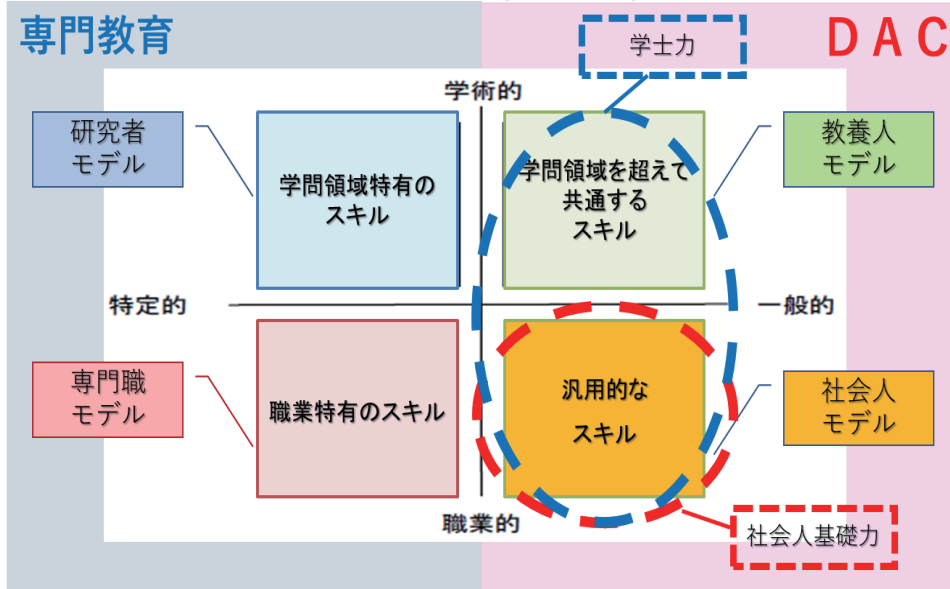 専門教育
学士力
DAC
学術的
研究者
モデル
学問領域特有の
スキル
学問領域を超えて
共通する
スキル
教養人
モデル
特定的
一般的
専門職
モデル
職業特有のスキル
汎用的な
スキル
社会人
モデル
職業的
社会人基礎力